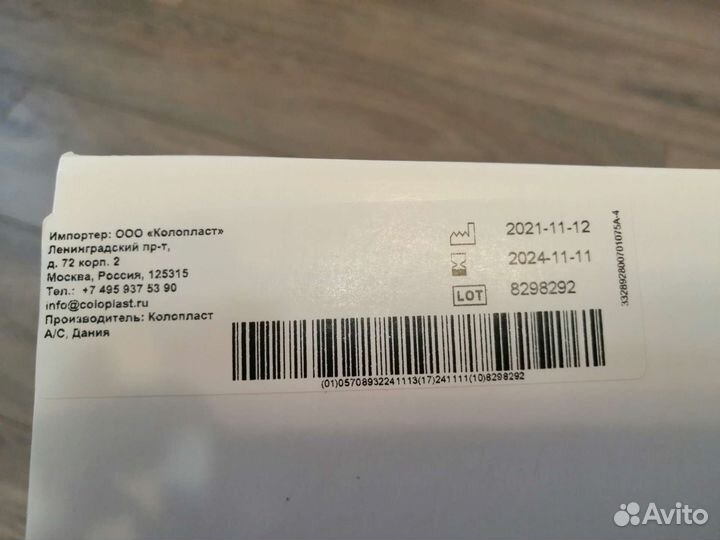 Импортер: ООО «Колопласт»
Ленинградский пр-т,
д. 72 корп. 2
Москва, Россия, 125315
Тел.: +7 495 937 53 90
info@coloplast.ru
Производитель: Колопласт
А/С, Дания
2021-11-12
2024-11-11
LOT 8298292
(01)05708932241113(17)241111(10)8298292
3328928007010​75A-4
Avito